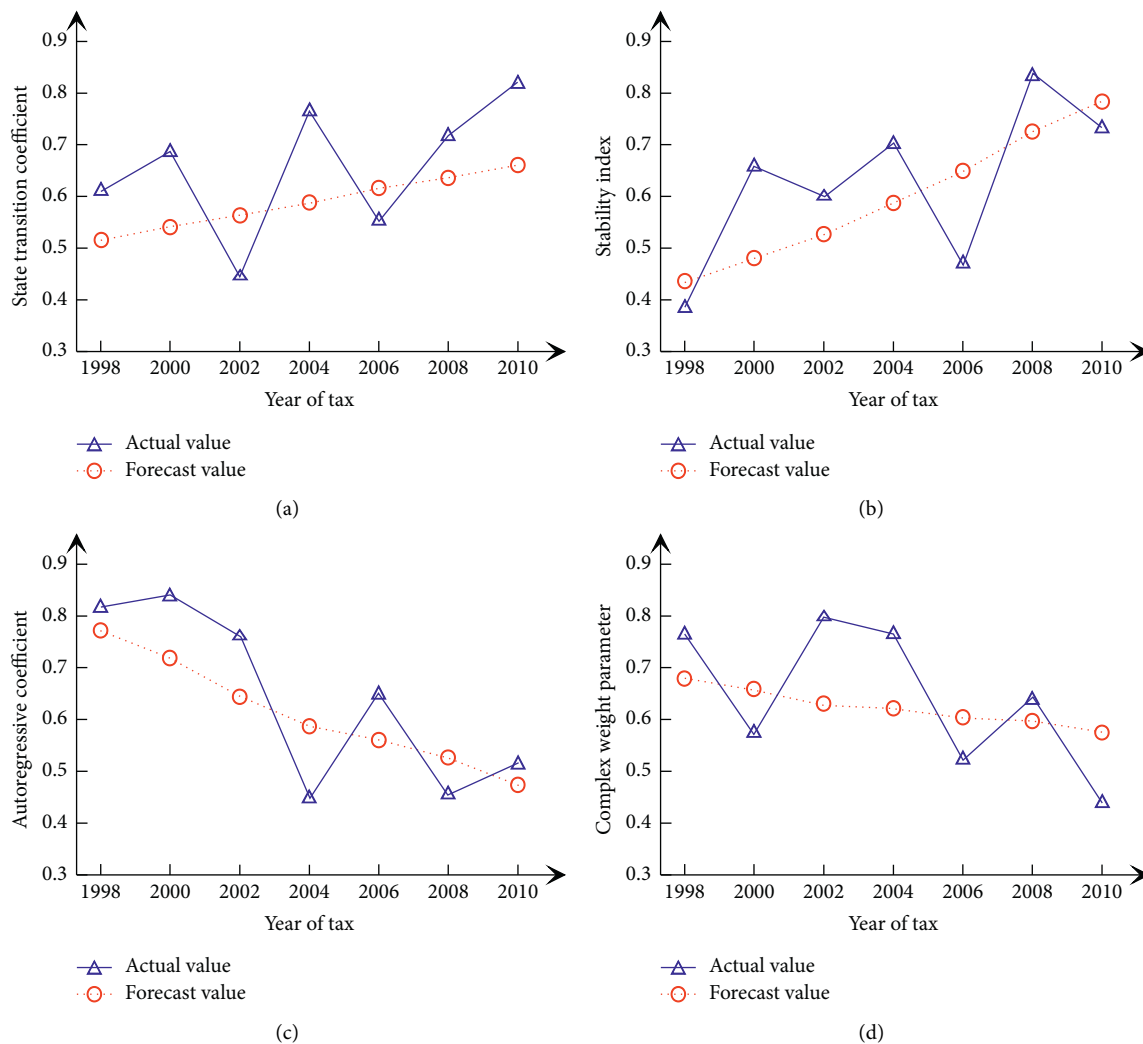 0.9
0.8
0.7
0.6
0.5
0.4
0.3
State transition coefficient
1998 2000 2002 2004 2006 2008 2010
Year of tax
Actual value
Forecast value
(a)
0.9
0.8
0.7
0.6
0.5
0.4
0.3
Stability index
1998 2000 2002 2004 2006 2008 2010
Year of tax
Actual value
Forecast value
(b)
0.9
0.8
0.7
0.6
0.5
0.4
0.3
Autoregressive coefficient
1998 2000 2002 2004 2006 2008 2010
Year of tax
Actual value
Forecast value
(c)
0.9
0.8
0.7
0.6
0.5
0.4
0.3
Complex weight parameter
1998 2000 2002 2004 2006 2008 2010
Year of tax
Actual value
Forecast value
(d)